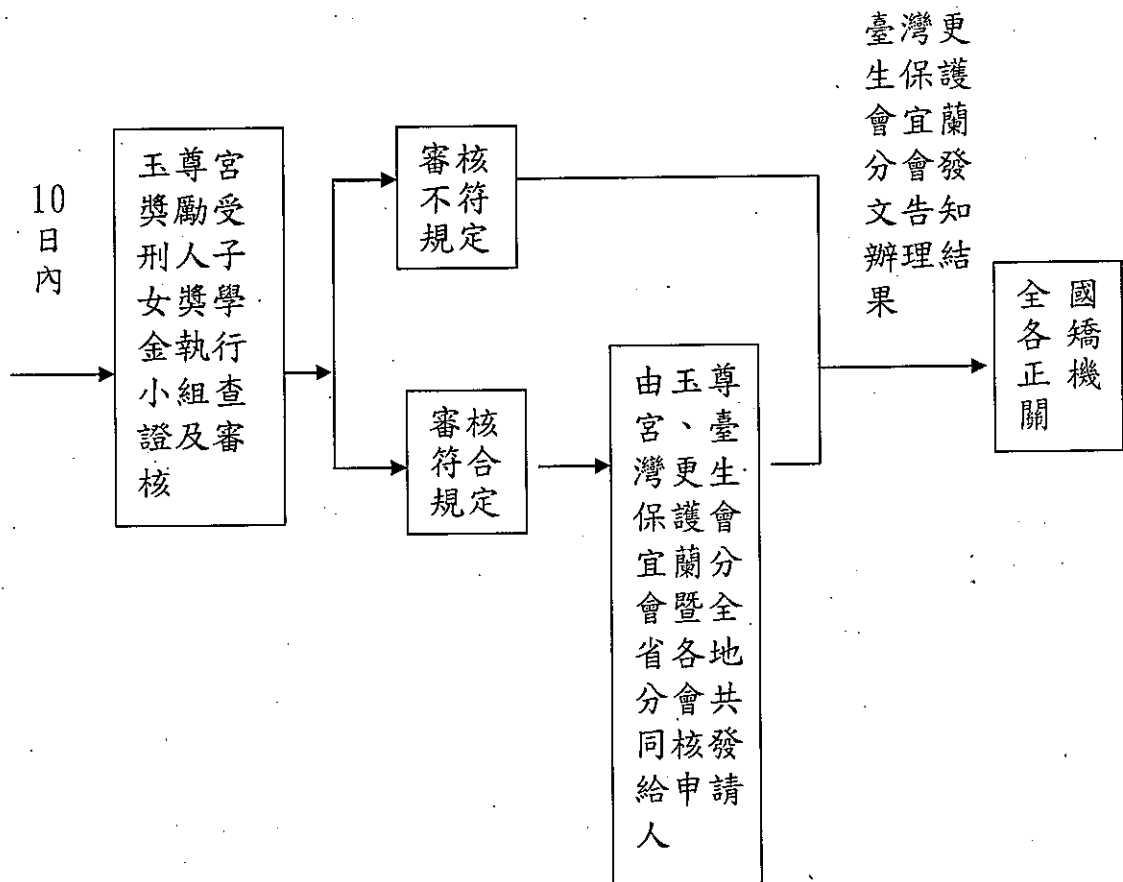 10
日
內
玉尊宮
獎勵受
刑人子
女獎學
金執行
小組查
證及審
核
審核
不符
規定
審核
符合
規定
由玉尊
宮、臺
灣更生
保護會
宜蘭分
會暨全
省各地
分會共
同核發
給申請
人
臺灣更
生保護
會宜蘭
分會發
文告知
辦理結
果
全國
各矯
正機
關